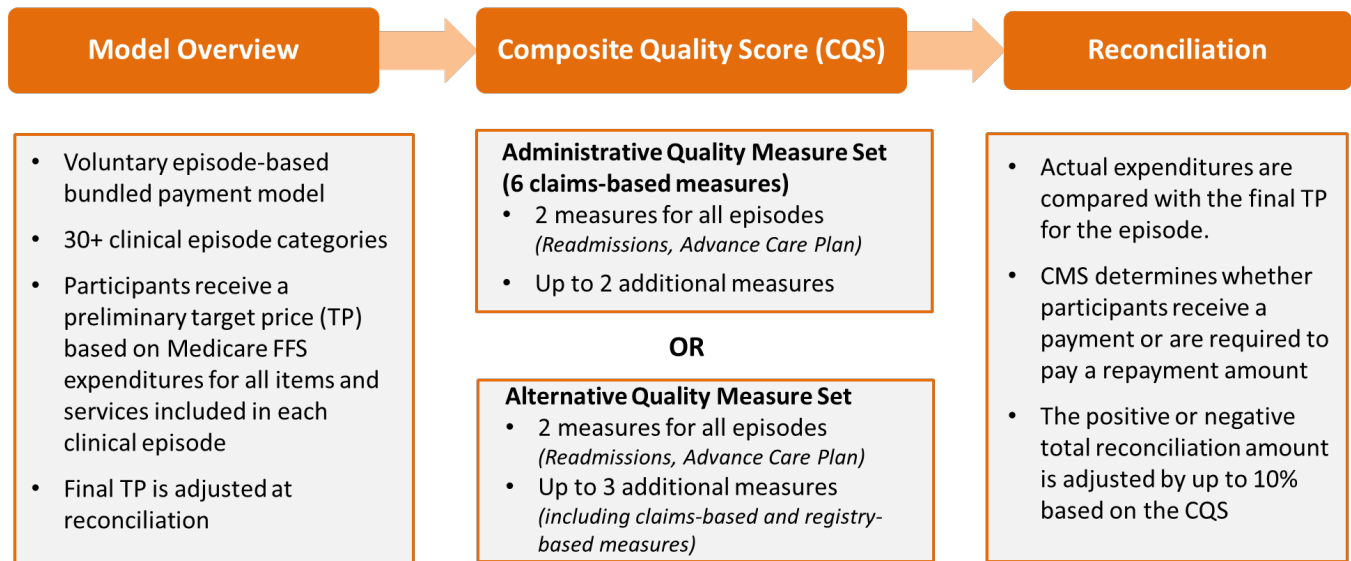 Model Overview
Composite Quality Score (CQS)
Reconciliation
• Voluntary episode-based
bundled payment model
• 30+ clinical episode categories
• Participants receive a
preliminary target price (TP)
based on Medicare FFS
expenditures for all items and
services included in each
clinical episode
• Final TP is adjusted at
reconciliation
Administrative Quality Measure Set
(6 claims-based measures)
• 2 measures for all episodes
(Readmissions, Advance Care Plan)
• Up to 2 additional measures
OR
Alternative Quality Measure Set
• 2 measures for all episodes
(Readmissions, Advance Care Plan)
• Up to 3 additional measures
(including claims-based and registry-
based measures)
• Actual expenditures are
compared with the final TP
for the episode.
• CMS determines whether
participants receive a
payment or are required to
pay a repayment amount
• The positive or negative
total reconciliation amount
is adjusted by up to 10%
based on the CQS